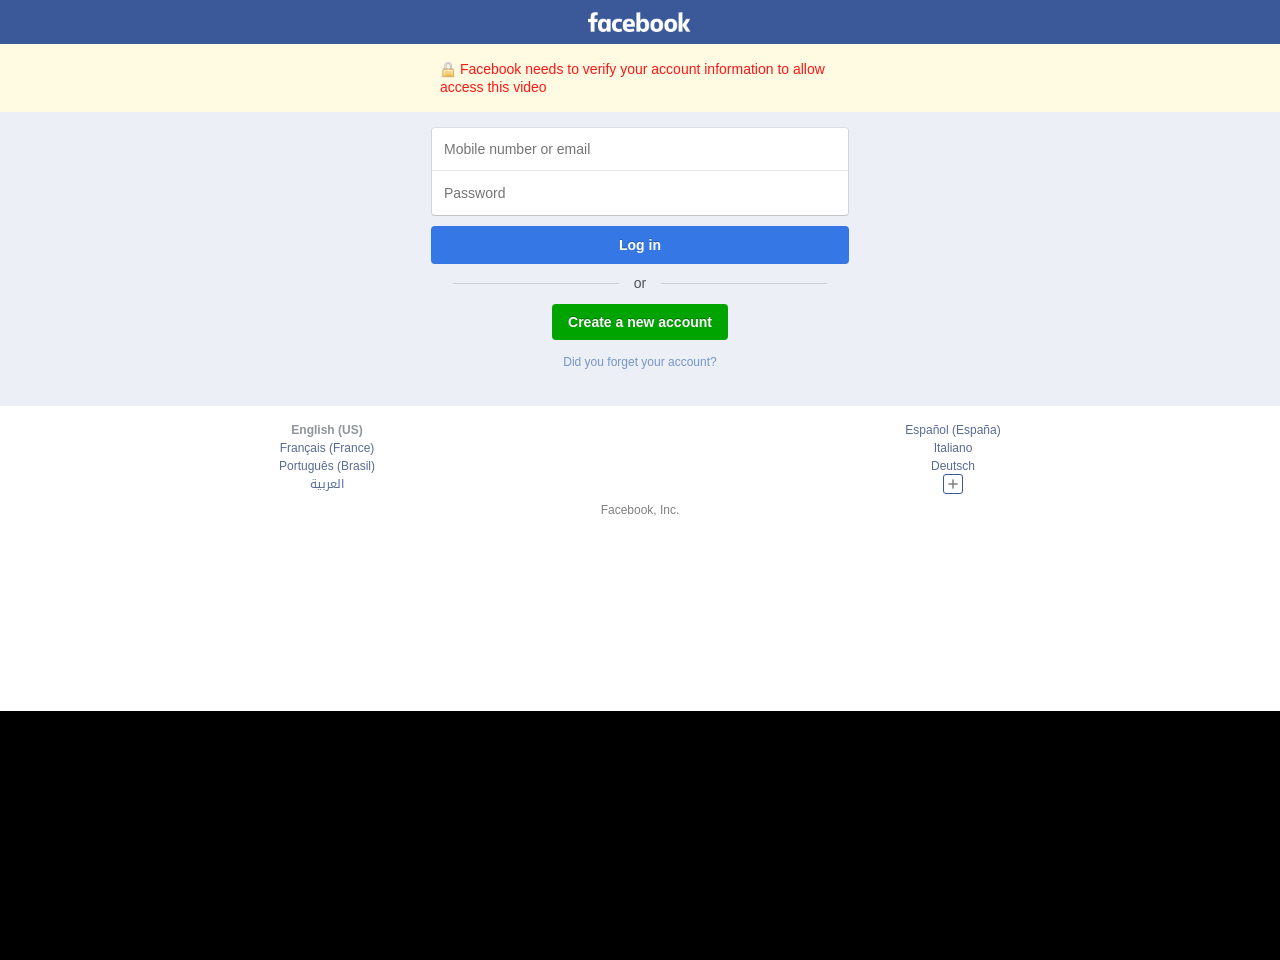 facebook
Facebook needs to verify your account information to allow
access this video
Mobile number or email
Password
Log in
or
Create a new account
Did you forget your account?
English (US)
Français (France)
Português (Brasil)
العربية
Español (España)
Italiano
Deutsch
Facebook, Inc.